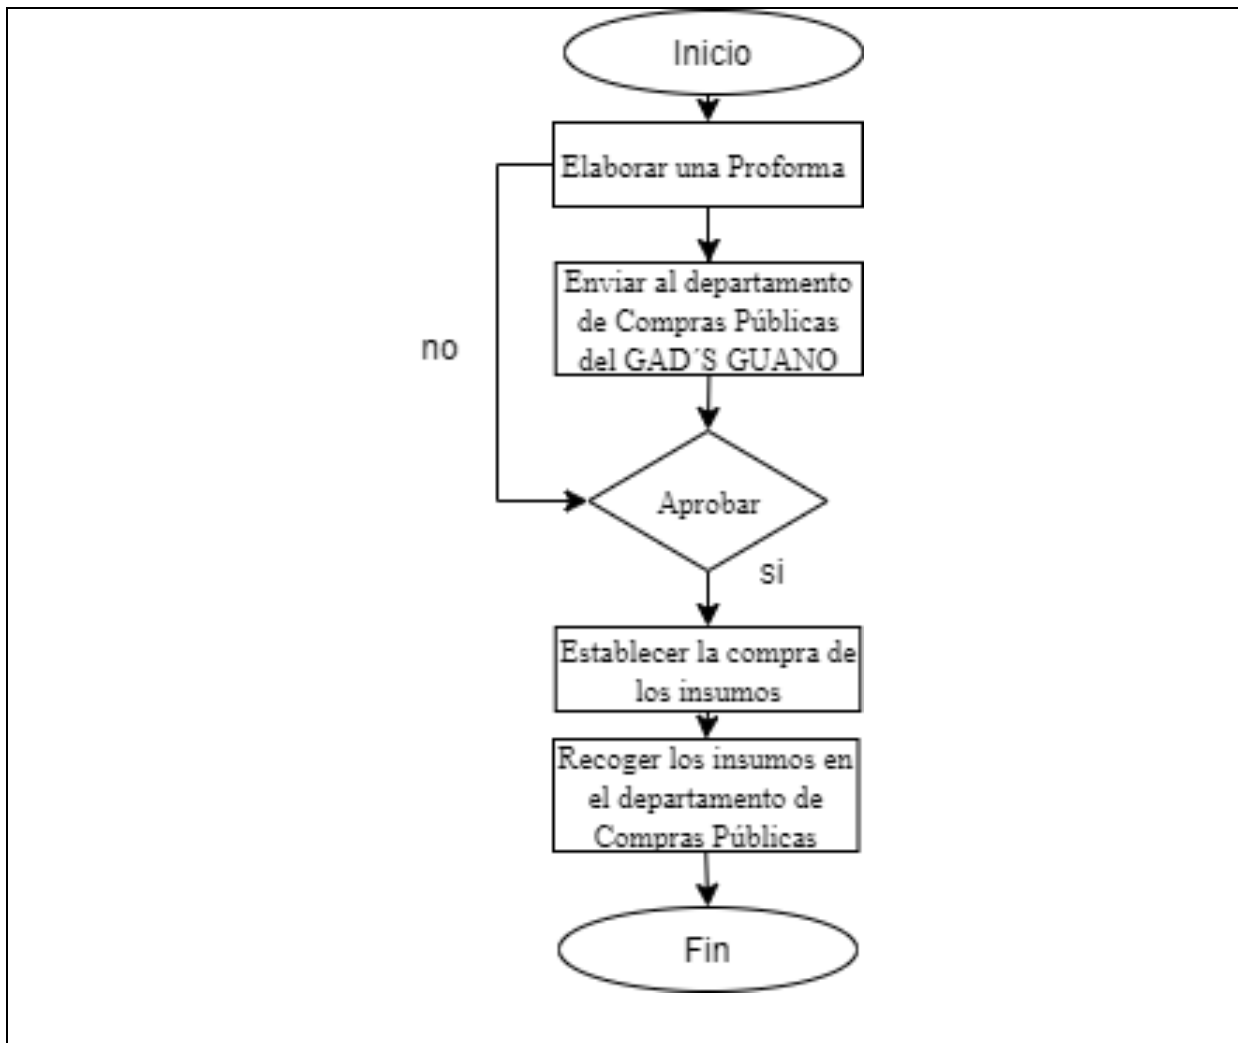 Inicio
Elaborar una Proforma
Enviar al departamento
de Compras Públicas
del GAD´S GUANO
no
Aprobar
si
Establecer la compra de
los insumos
Recoger los insumos en
el departamento de
Compras Públicas
Fin